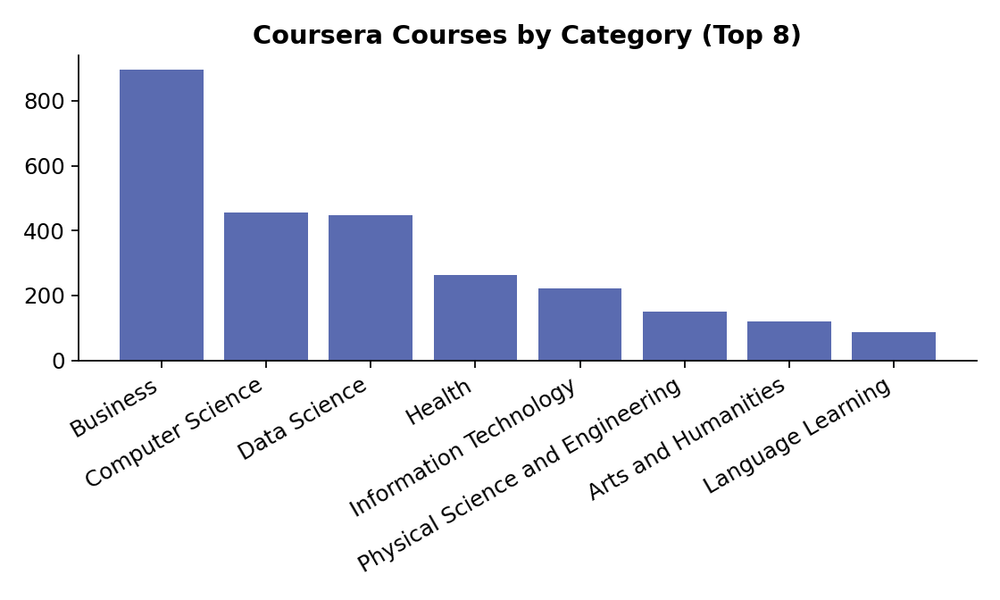 Coursera Courses by Category (Top 8)
800
600
400
200
0
Business
Computer Science
Data Science
Health
Information Technology
Physical Science and Engineering
Arts and Humanities
Language Learning